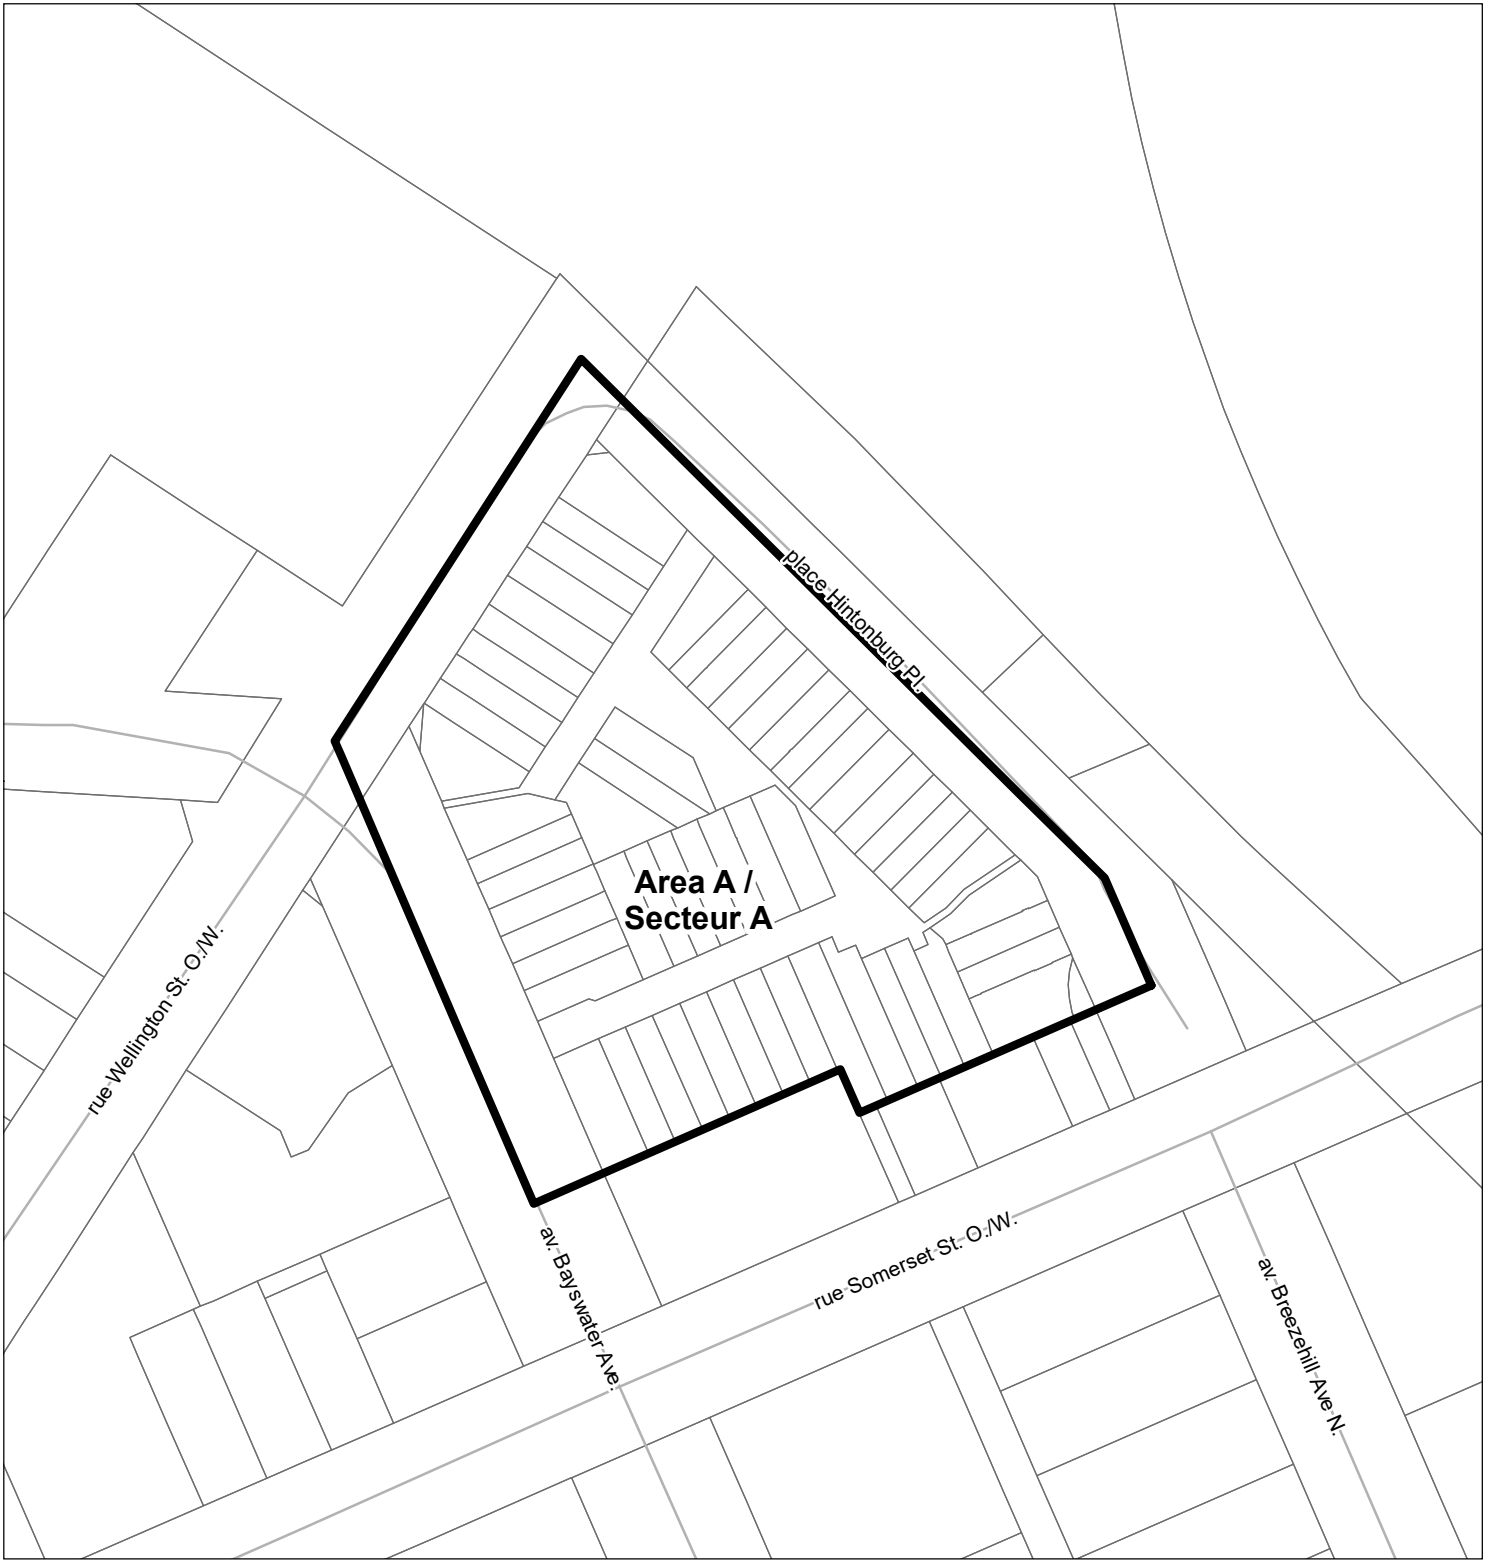 place Hintonburg Pl.
Area A /
Secteur A
rue Wellington St. O./W.
rue Somerset St. O./W.
av. Bayswater Ave.
av. Breezehill Ave N.